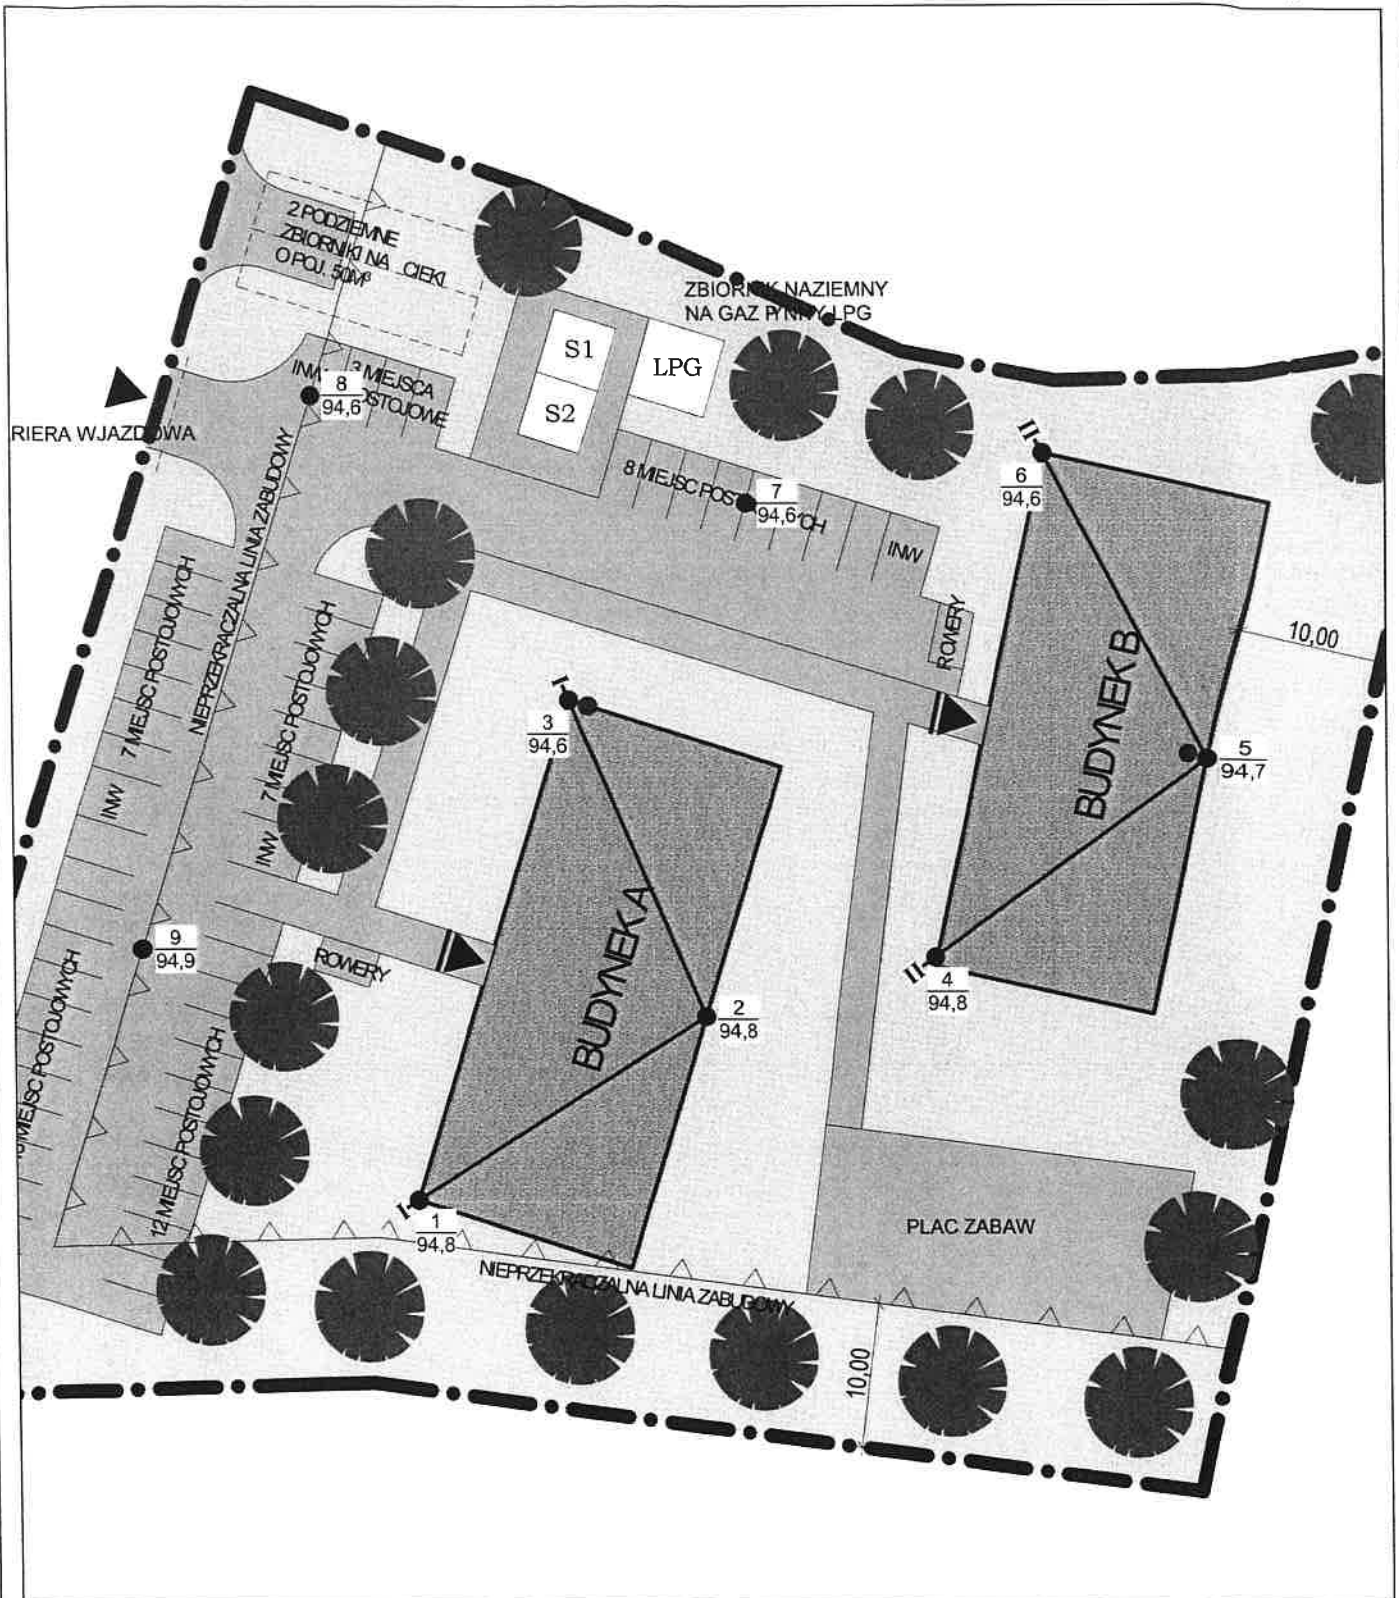 2 PODZIEMNE
ZBIORNIKI NA CIEKI
O POJ. 50M³
ZBIORNIK NAZIEMNY
NA GAZ PYNNY LPG
S1
LPG
S2
3 MIEJSCA
INW
8
94,6
RIERA WJAZDOWA
8 MIEJSC
7
94,6
INW
II
6
94,6
NIEPRZEKRACZALNA LINIA ZABUDOWY
7 MIEJSC POSTOJOWYCH
INW
7 MIEJSC POSTOJOWYCH
INW
ROWERY
10,00
BUDYNEK B
I
3
94,6
5
94,7
BUDYNEK A
9
94,9
ROWERY
II
4
94,8
2
94,8
MIEJSC POSTOJOWYCH
12 MIEJSC POSTOJOWYCH
I
1
94,8
PLAC ZABAW
NIEPRZEKRACZALNA LINIA ZABUDOWY
10,00